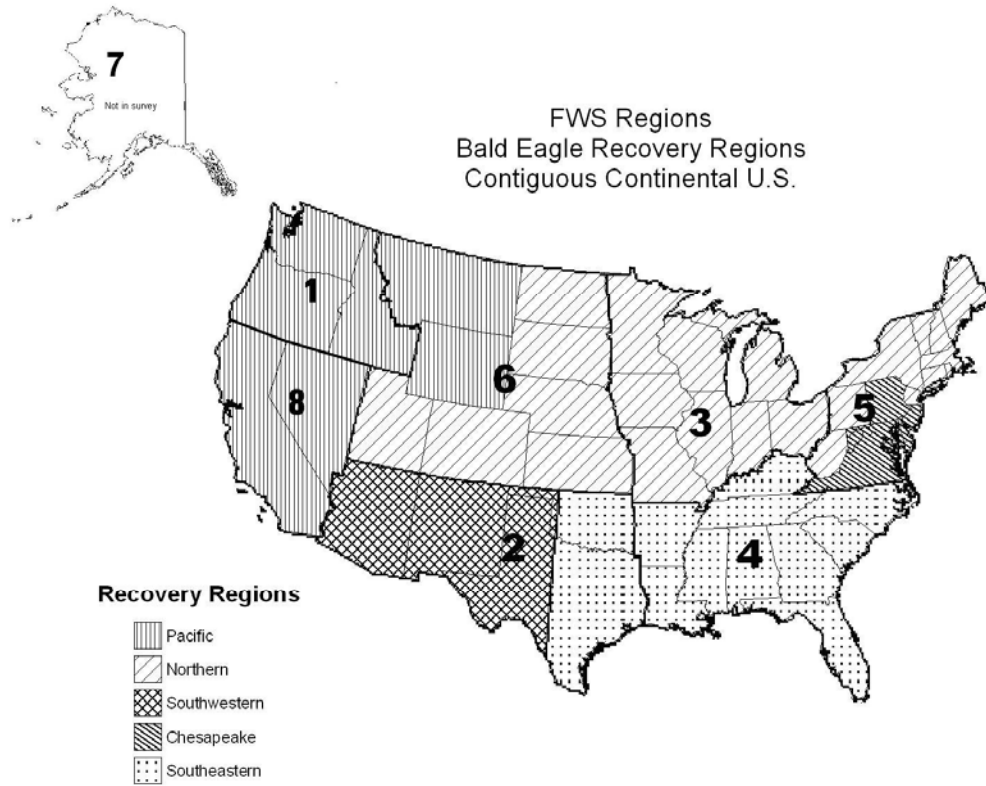 7
Not in survey
FWS Regions
Bald Eagle Recovery Regions
Contiguous Continental U.S.
1
6
8
3
5
2
4
Recovery Regions
Pacific
Northern
Southwestern
Chesapeake
Southeastern